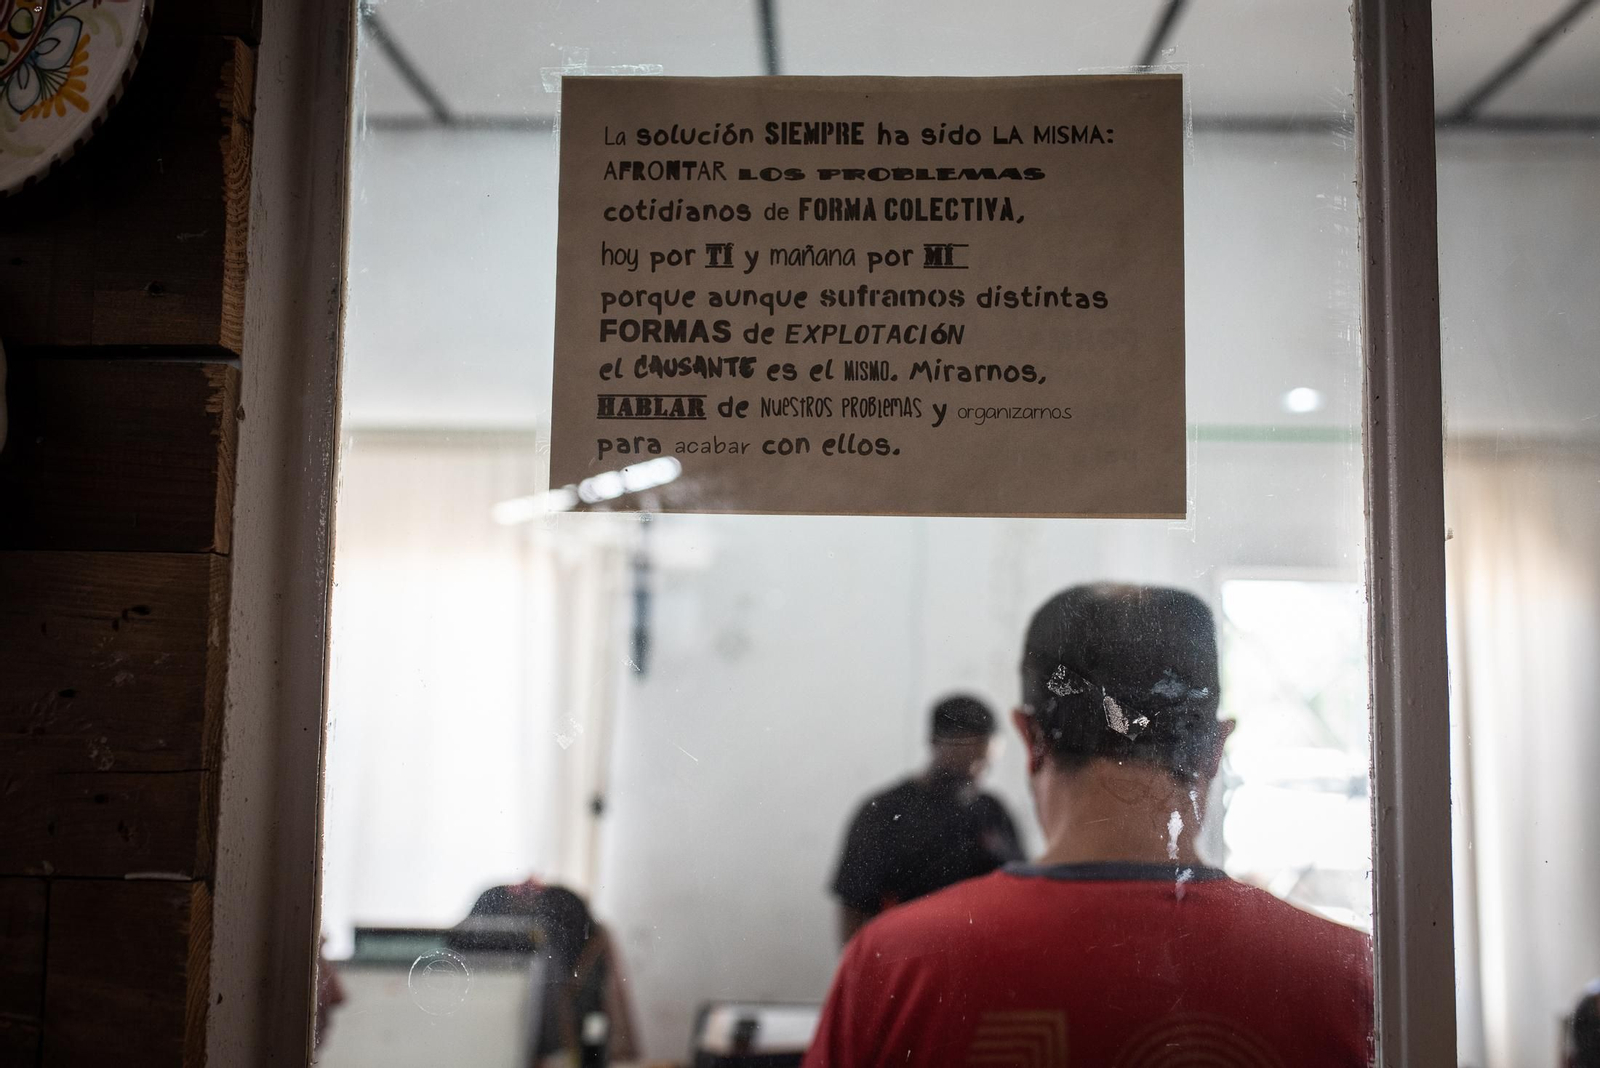 La solución SIEMPRE ha sido LA MISMA:
AFRONTAR LOS PROBLEMAS
cotidianos de FORMA COLECTIVA,
hoy por TÍ y mañana por MÍ
porque aunque suframos distintas
FORMAS de EXPLOTACIÓN
el CAUSANTE es el MISMO. Mirarnos,
HABLAR de NUESTROS PROBLEMAS y organizarnos
para acabar con ellos.